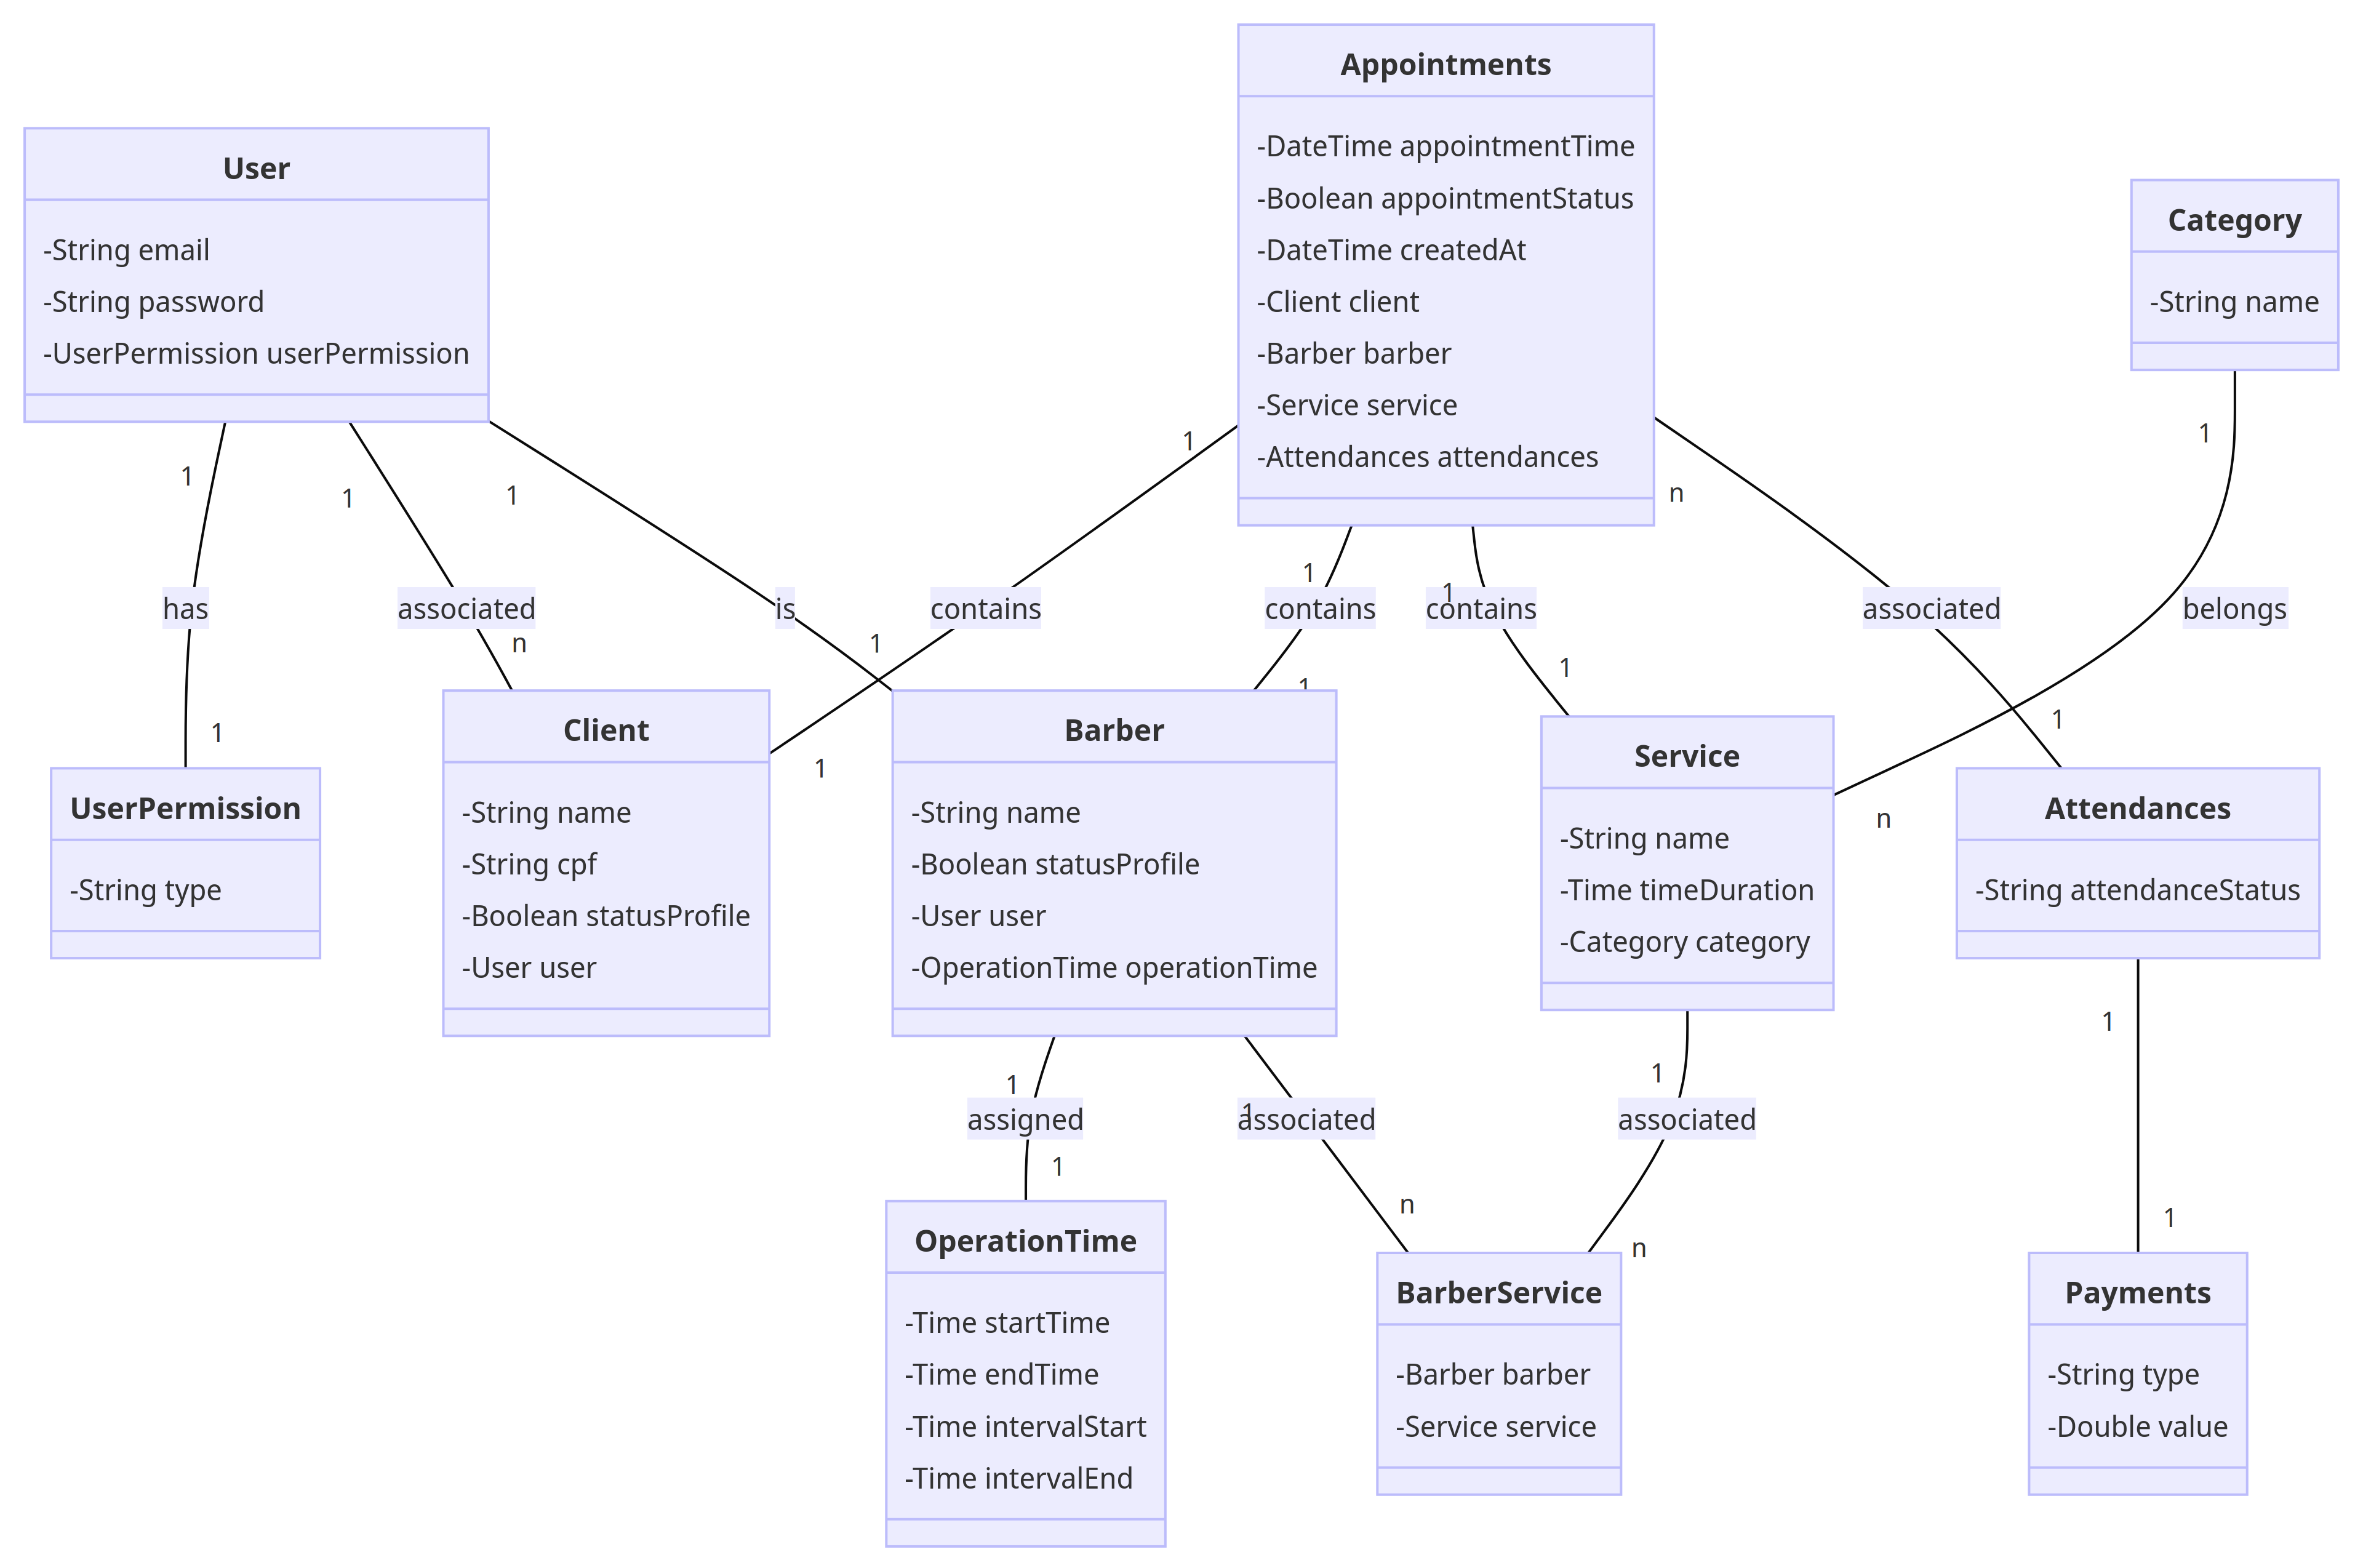 Appointments
-DateTime appointmentTime
-Boolean appointmentStatus
-DateTime createdAt
-Client client
-Barber barber
-Service service
-Attendances attendances
User
-String email
-String password
-UserPermission userPermission
Category
-String name
1
1
1
1
1
1
n
1
has
associated
is
contains
contains
contains
associated
belongs
n
1
1
1
1
1
1
n
UserPermission
-String type
Client
-String name
-String cpf
-Boolean statusProfile
-User user
Barber
-String name
-Boolean statusProfile
-User user
-OperationTime operationTime
Service
-String name
-Time timeDuration
-Category category
Attendances
-String attendanceStatus
1
1
1
1
assigned
associated
associated
1
n
n
1
OperationTime
-Time startTime
-Time endTime
-Time intervalStart
-Time intervalEnd
BarberService
-Barber barber
-Service service
Payments
-String type
-Double value